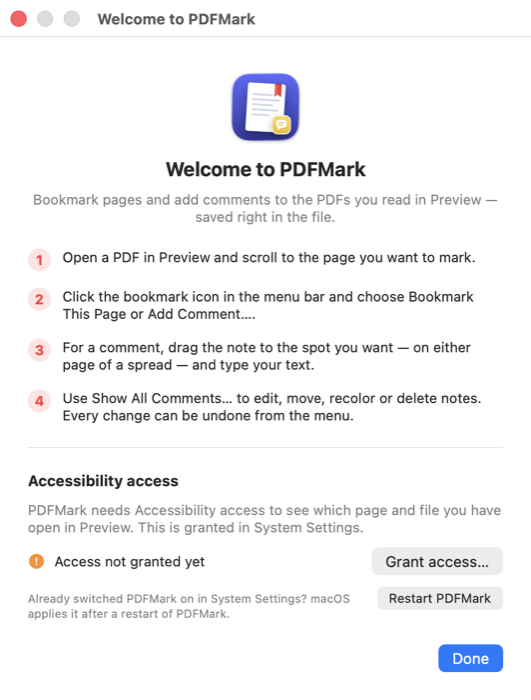 Welcome to PDFMark
Welcome to PDFMark
Bookmark pages and add comments to the PDFs you read in Preview —
saved right in the file.
1 Open a PDF in Preview and scroll to the page you want to mark.
2 Click the bookmark icon in the menu bar and choose Bookmark
This Page or Add Comment….
3 For a comment, drag the note to the spot you want — on either
page of a spread — and type your text.
4 Use Show All Comments… to edit, move, recolor or delete notes.
Every change can be undone from the menu.
Accessibility access
PDFMark needs Accessibility access to see which page and file you have
open in Preview. This is granted in System Settings.
! Access not granted yet Grant access…
Already switched PDFMark on in System Settings? macOS
applies it after a restart of PDFMark.
Restart PDFMark
Done